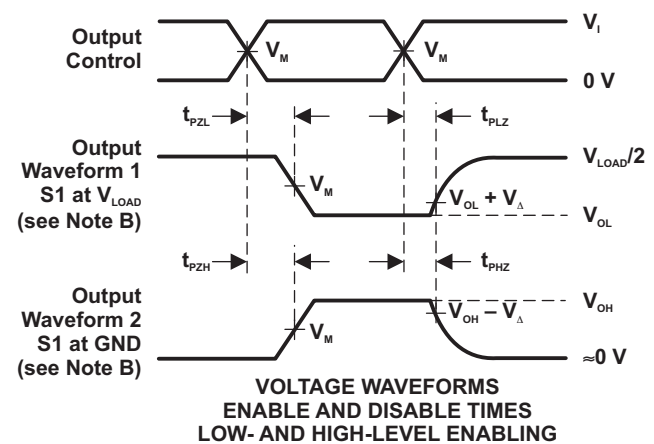 Output
Control
V_M
V_M
V_I
0 V
t_PZL
t_PLZ
Output
Waveform 1
S1 at V_LOAD
(see Note B)
V_M
V_OL + V_Δ
V_LOAD/2
V_OL
t_PZH
t_PHZ
Output
Waveform 2
S1 at GND
(see Note B)
V_M
V_OH − V_Δ
V_OH
≈0 V
VOLTAGE WAVEFORMS
ENABLE AND DISABLE TIMES
LOW- AND HIGH-LEVEL ENABLING